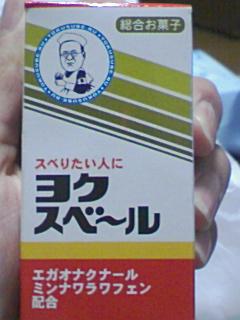 総合お菓子
スベりたい人に
ヨク
スベ〜ル
エガオナクナール
ミンナワラワフェン
配合